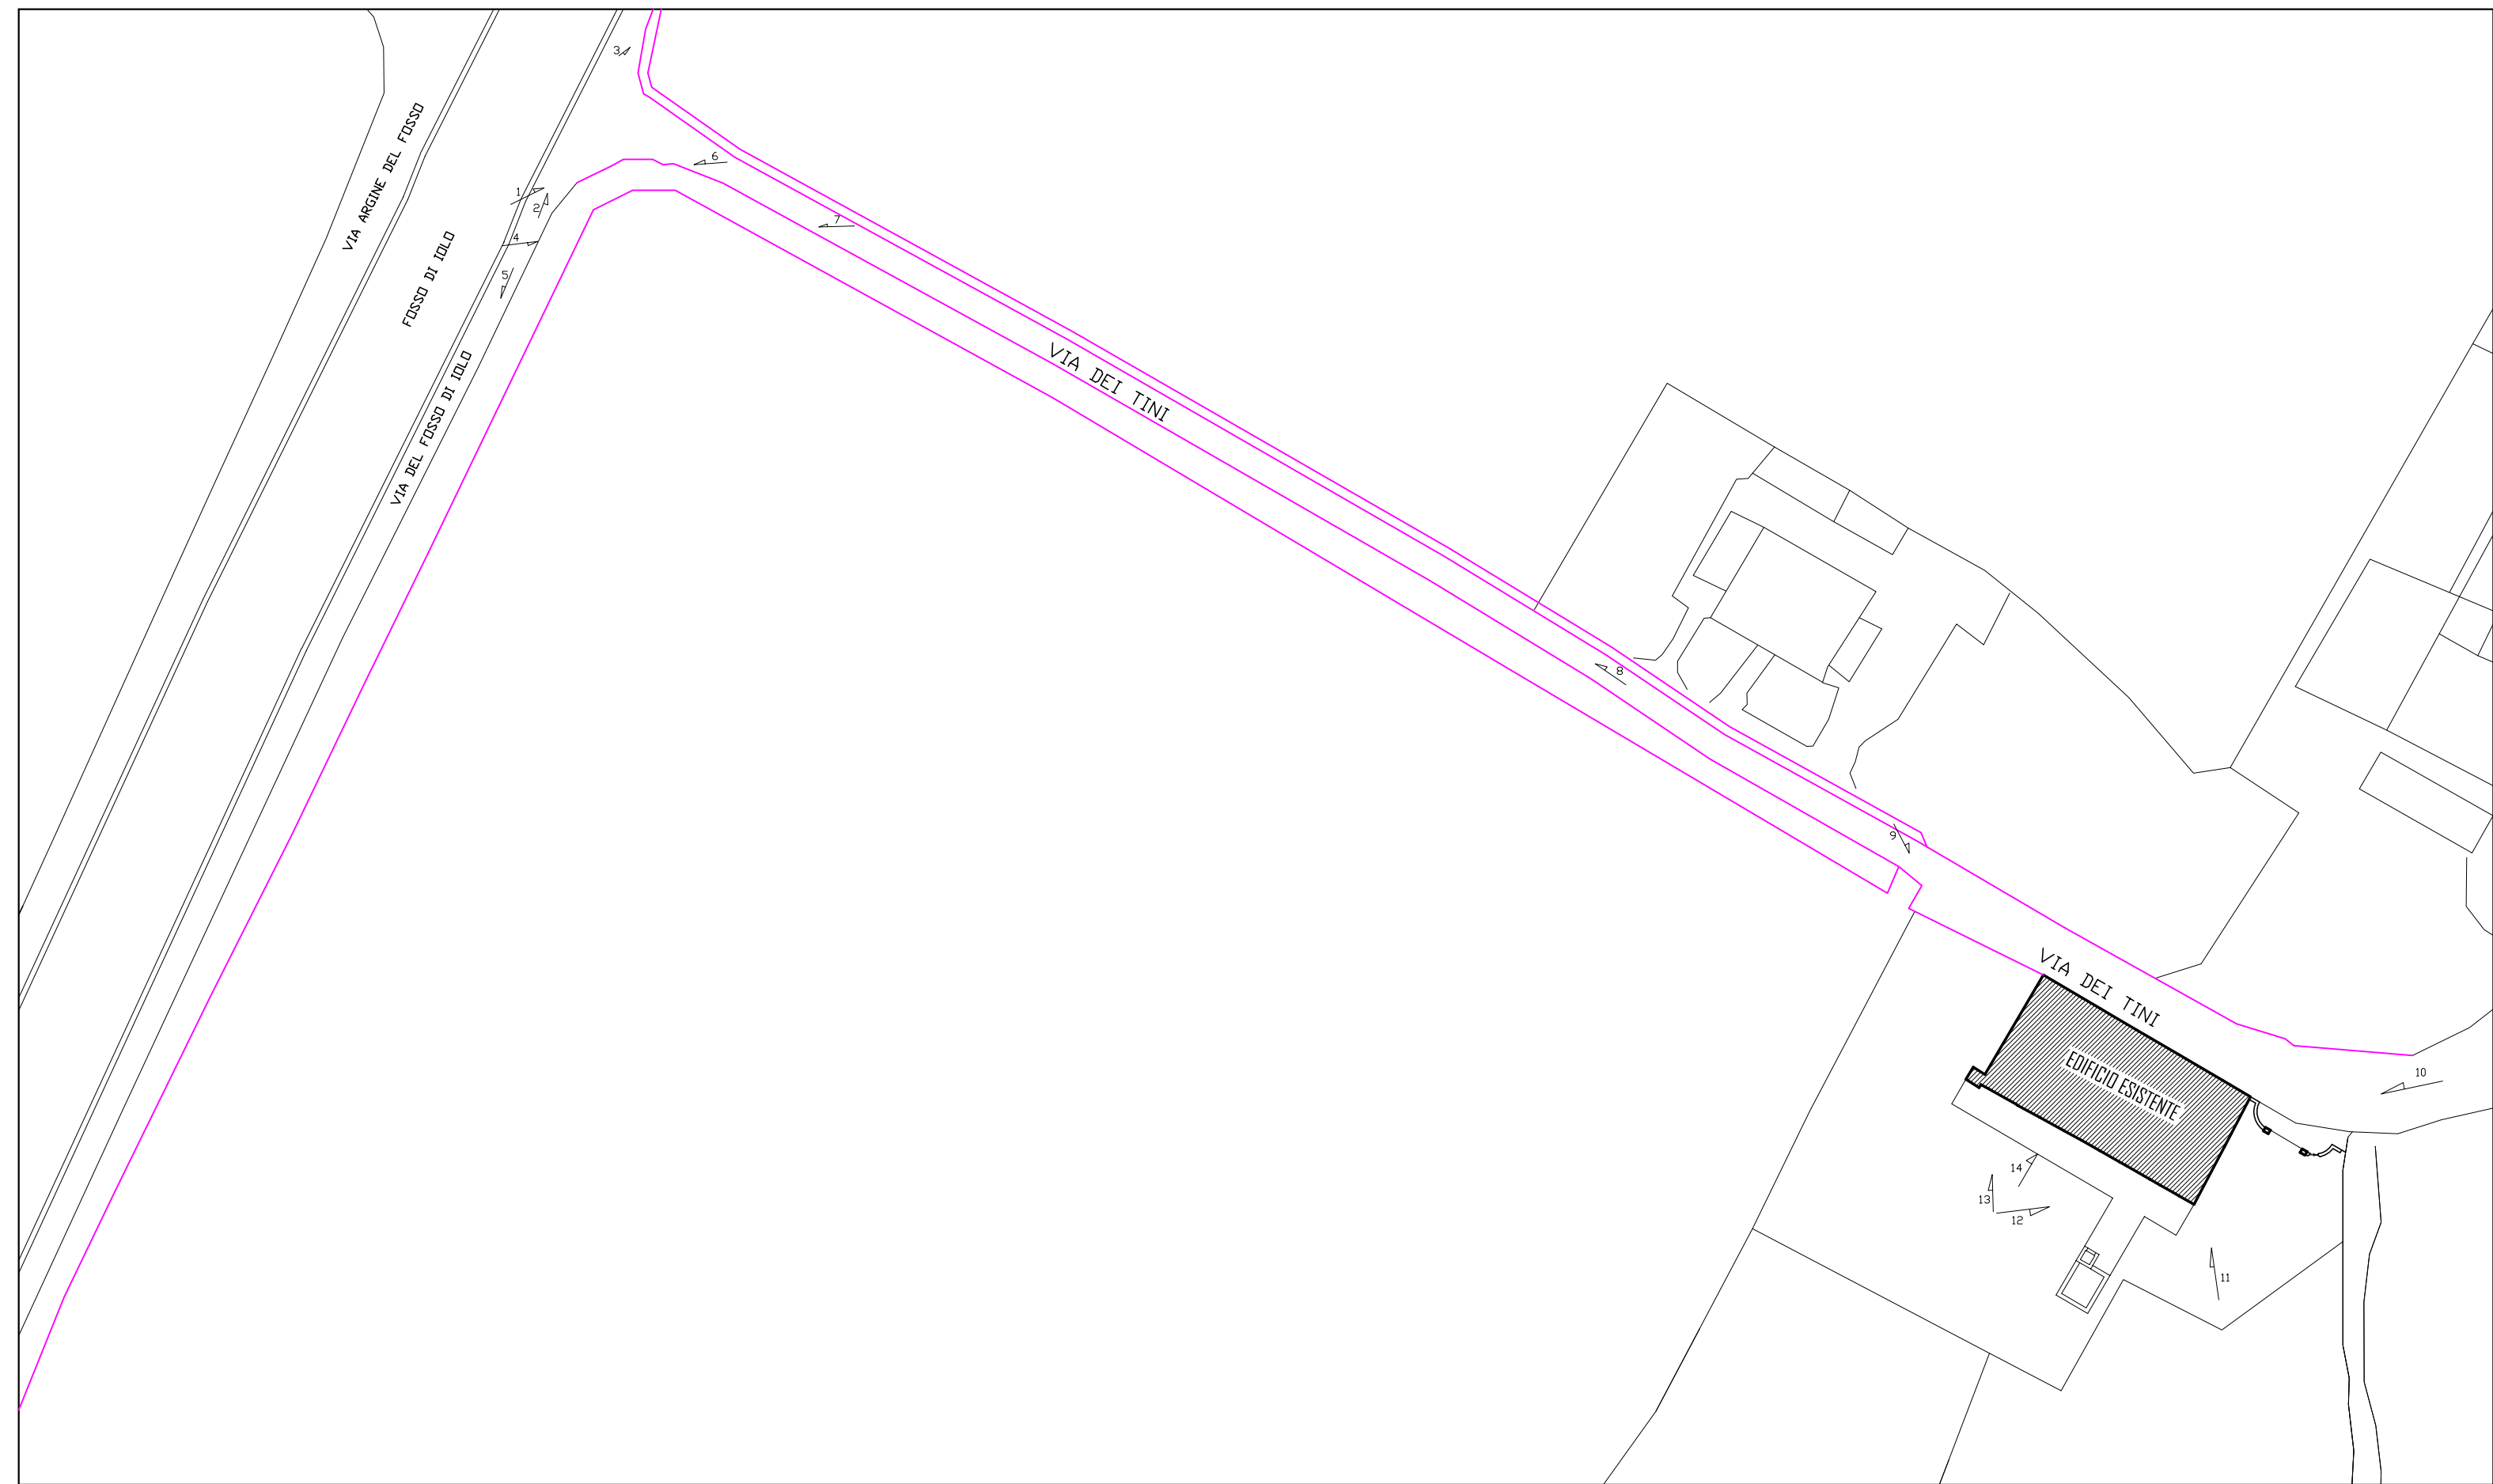 3
VIA ARGINE DEL FOSSO
6
1
2
7
4
FOSSO DI IOLO
5
VIA DEI TINI
VIA DEL FOSSO DI IOLO
8
9
VIA DEI TINI
EDIFICIO ESISTENTE
10
14
13
12
11